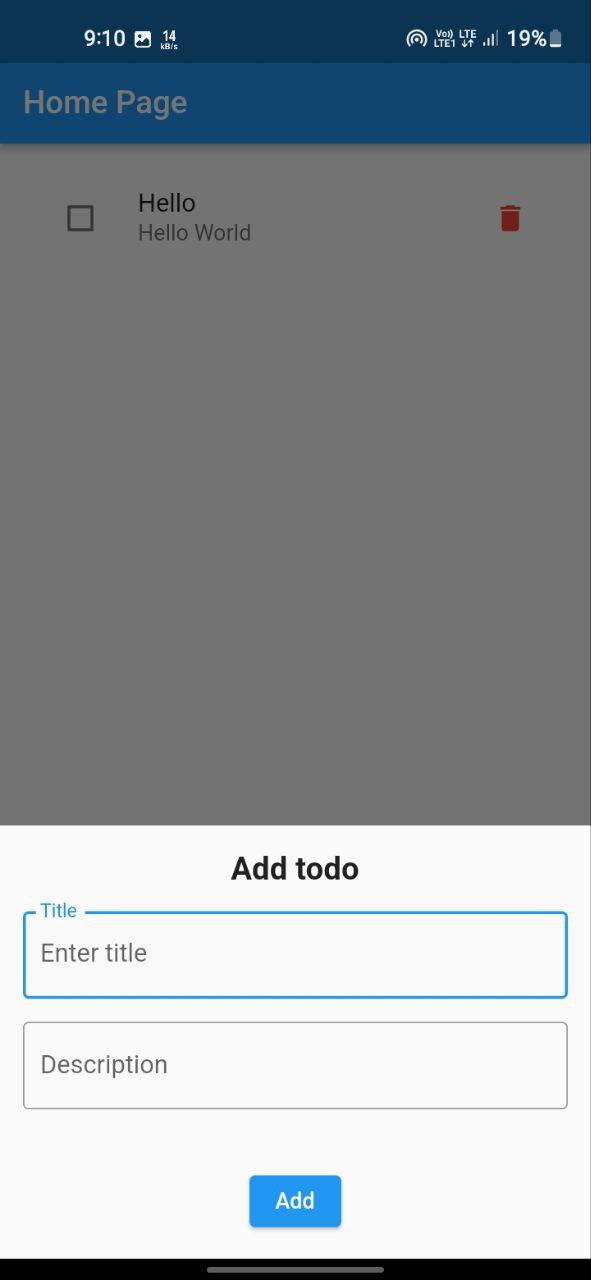 9:10 14 kB/s Vo)) LTE1 LTE 19%
Home Page
Hello
Hello World
Add todo
Title
Enter title
Description
Add